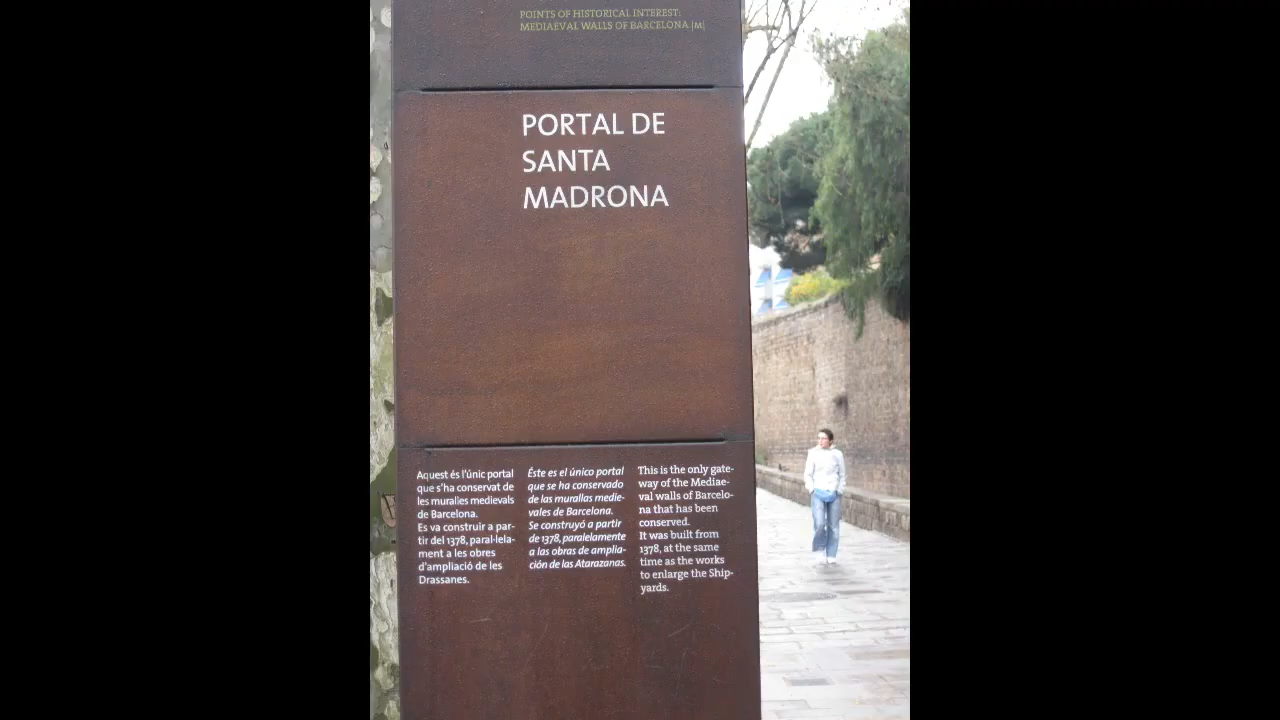 POINTS OF HISTORICAL INTEREST:
MEDIAEVAL WALLS OF BARCELONA |M|
PORTAL DE
SANTA
MADRONA
Aquest és l'únic portal
que s'ha conservat de
les muralles medievals
de Barcelona.
Es va construir a par-
tir del 1378, paral·lela-
ment a les obres
d'ampliació de les
Drassanes.
Éste es el único portal
que se ha conservado
de las murallas medie-
vales de Barcelona.
Se construyó a partir
de 1378, paralelamente
a las obras de amplia-
ción de las Atarazanas.
This is the only gate-
way of the Mediae-
val walls of Barcelo-
na that has been
conserved.
It was built from
1378, at the same
time as the works
to enlarge the Ship-
yards.